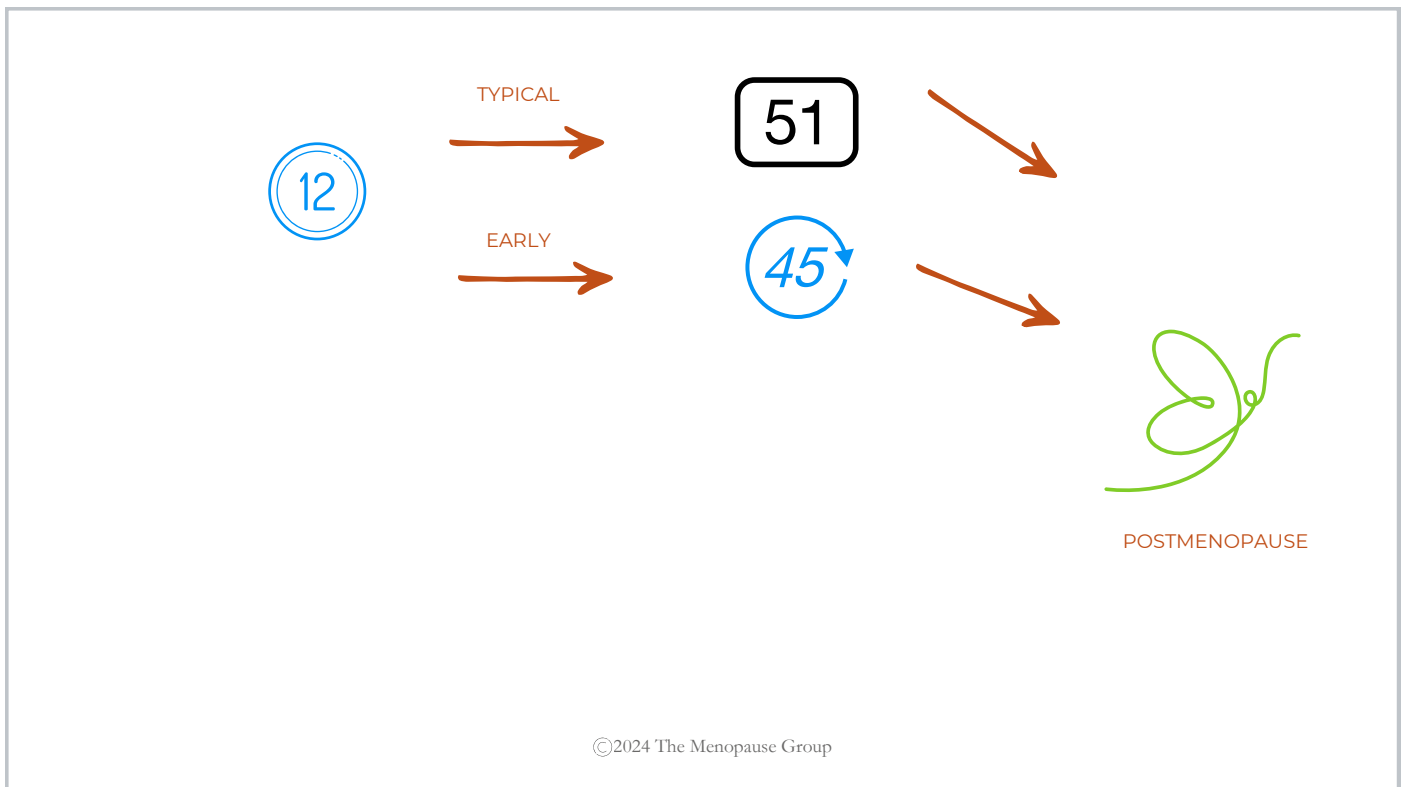 TYPICAL
51
12
EARLY
45
POSTMENOPAUSE
©2024 The Menopause Group